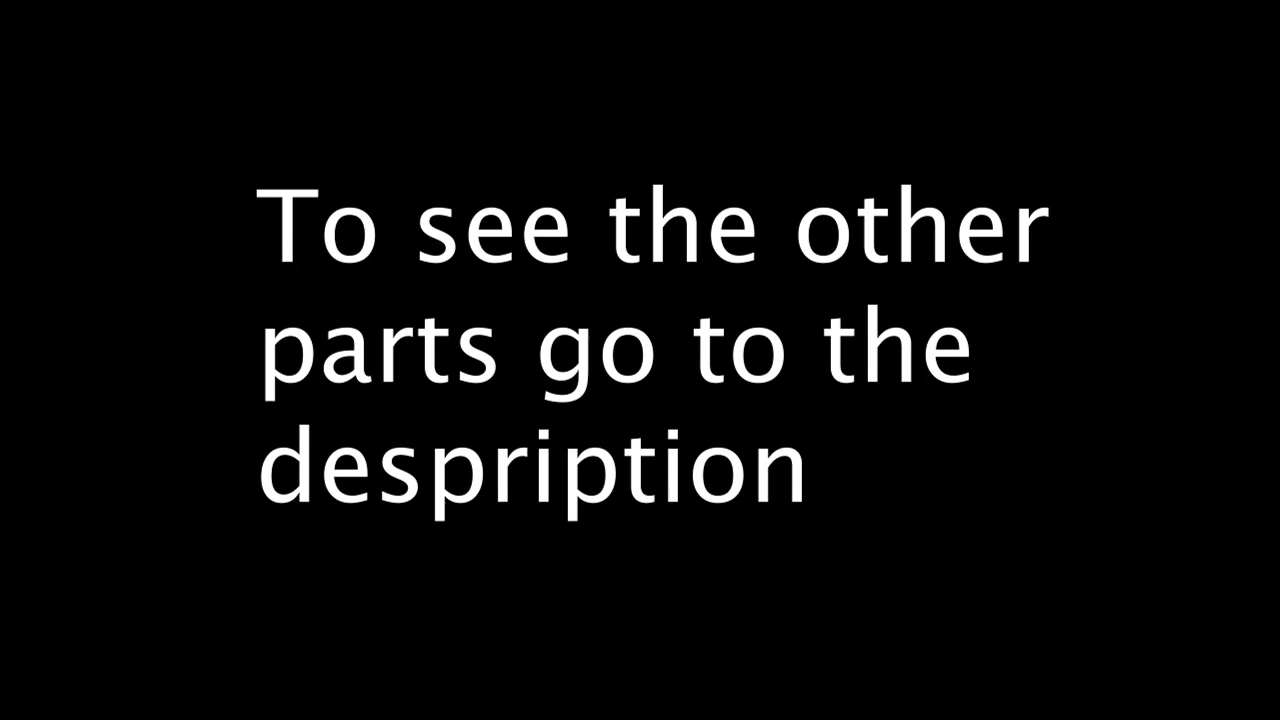 To see the other
parts go to the
despription